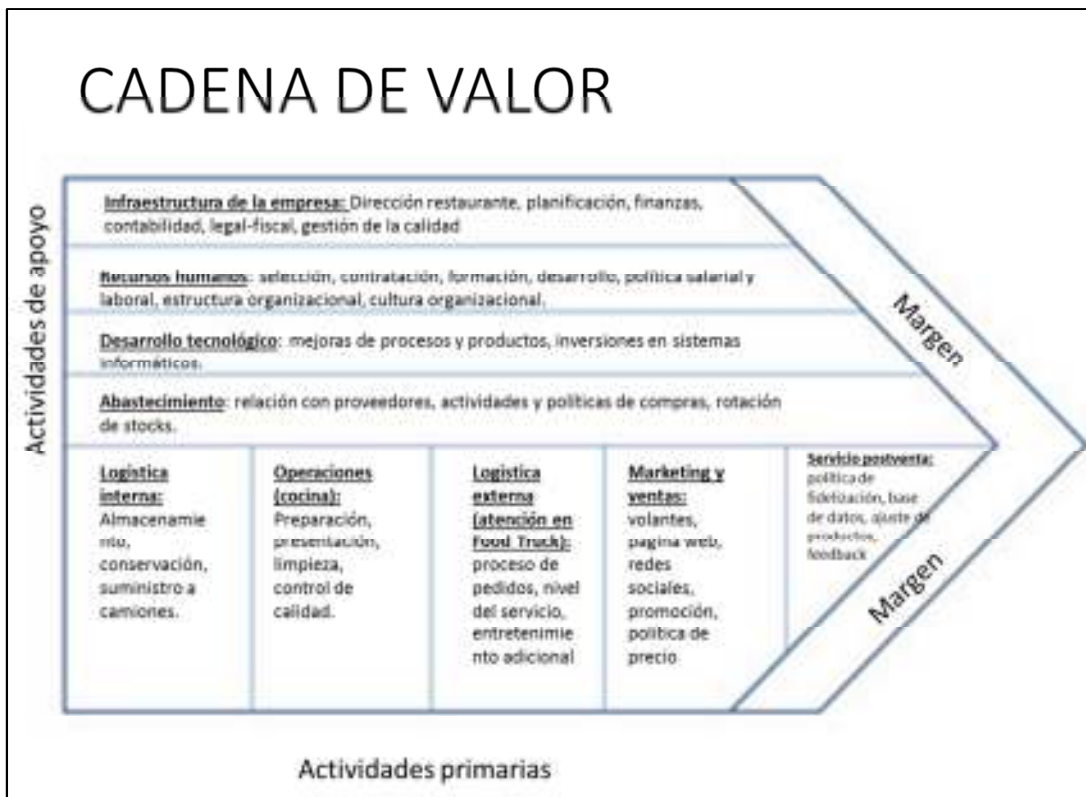 CADENA DE VALOR
Actividades de apoyo
Infraestructura de la empresa: Dirección restaurante, planificación, finanzas,
contabilidad, legal-fiscal, gestión de la calidad
Recursos humanos: selección, contratación, formación, desarrollo, política salarial y
laboral, estructura organizacional, cultura organizacional.
Desarrollo tecnológico: mejoras de procesos y productos, inversiones en sistemas
informáticos.
Abastecimiento: relación con proveedores, actividades y políticas de compras, rotación
de stocks.
Margen
Logística
interna:
Almacenamie
nto,
conservación,
suministro a
camiones.
Operaciones
(cocina):
Preparación,
presentación,
limpieza,
control de
calidad.
Logística
externa
(atención en
Food Truck):
proceso de
pedidos, nivel
del servicio,
entretenimie
nto adicional
Marketing y
ventas:
volantes,
pagina web,
redes
sociales,
promoción,
política de
precio
Servicio postventa:
política de
fidelización, base
de datos, ajuste de
productos,
feedback
Margen
Actividades primarias